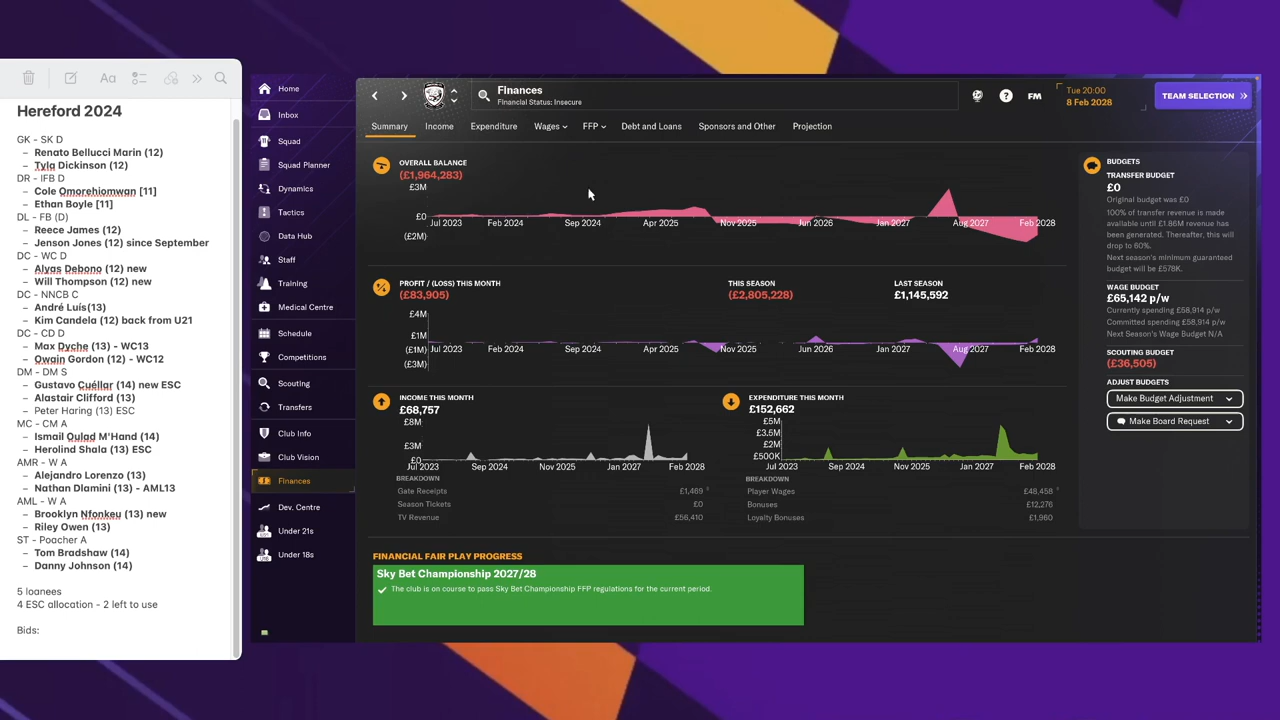 Aa
Hereford 2024
GK - SK D
– Renato Bellucci Marin (12)
– Tyla Dickinson (12)
DR - IFB D
– Cole Omorehiomwan [11]
– Ethan Boyle [11]
DL - FB (D)
– Reece James (12)
– Jenson Jones (12) since September
DC - WC D
– Alyas Debono (12) new
– Will Thompson (12) new
DC - NNCB C
– André Luís(13)
– Kim Candela (12) back from U21
DC - CD D
– Max Dyche (13) - WC13
– Owain Gordon (12) - WC12
DM - DM S
– Gustavo Cuéllar (14) new ESC
– Alastair Clifford (13)
– Peter Haring (13) ESC
MC - CM A
– Ismail Oulad M'Hand (14)
– Herolind Shala (13) ESC
AMR - W A
– Alejandro Lorenzo (13)
– Nathan Dlamini (13) - AML13
AML - W A
– Brooklyn Nfonkeu (13) new
– Riley Owen (13)
ST - Poacher A
– Tom Bradshaw (14)
– Danny Johnson (14)
5 loanees
4 ESC allocation - 2 left to use
Bids:
Home
Inbox
Squad
Squad Planner
Dynamics
Tactics
Data Hub
Staff
Training
Medical Centre
Schedule
Competitions
Scouting
Transfers
Club Info
Club Vision
Finances
Dev. Centre
Under 21s
Under 18s
Finances
Financial Status: Insecure
FM
Tue 20:00
8 Feb 2028
TEAM SELECTION
Summary Income Expenditure Wages FFP Debt and Loans Sponsors and Other Projection
OVERALL BALANCE
(£1,964,283)
£3M
£0
(£2M)
Jul 2023 Feb 2024 Sep 2024 Apr 2025 Nov 2025 Jun 2026 Jan 2027 Aug 2027 Feb 2028
PROFIT / (LOSS) THIS MONTH
(£83,905)
THIS SEASON
(£2,805,228)
LAST SEASON
£1,145,592
£4M
£1M
(£1M)
(£3M)
Jul 2023 Feb 2024 Sep 2024 Apr 2025 Nov 2025 Jun 2026 Jan 2027 Aug 2027 Feb 2028
INCOME THIS MONTH
£68,757
£8M
£3M
£0
Jul 2023 Sep 2024 Nov 2025 Jan 2027 Feb 2028
BREAKDOWN
Gate Receipts £1,469
Season Tickets £0
TV Revenue £56,410
EXPENDITURE THIS MONTH
£152,662
£5M
£3.5M
£2M
£500K
Jul 2023 Sep 2024 Nov 2025 Jan 2027 Feb 2028
BREAKDOWN
Player Wages £48,458
Bonuses £12,276
Loyalty Bonuses £1,960
FINANCIAL FAIR PLAY PROGRESS
Sky Bet Championship 2027/28
The club is on course to pass Sky Bet Championship FFP regulations for the current period.
BUDGETS
TRANSFER BUDGET
£0
Original budget was £0
100% of transfer revenue is made
available until £1.86M revenue has
been generated. Thereafter, this will
drop to 60%.
Next season's minimum guaranteed
budget will be £578K.
WAGE BUDGET
£65,142 p/w
Currently spending £58,914 p/w
Committed spending £58,914 p/w
Next Season's Wage Budget N/A
SCOUTING BUDGET
(£36,505)
ADJUST BUDGETS
Make Budget Adjustment
Make Board Request